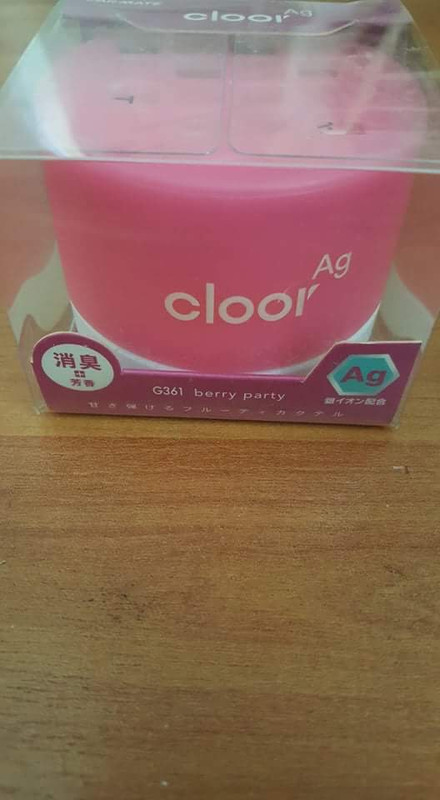 CARMATE
cloor Ag
Ag
cloor
消臭
芳香
G361 berry party
甘さ弾けるフルーティカクテル
Ag
銀イオン配合